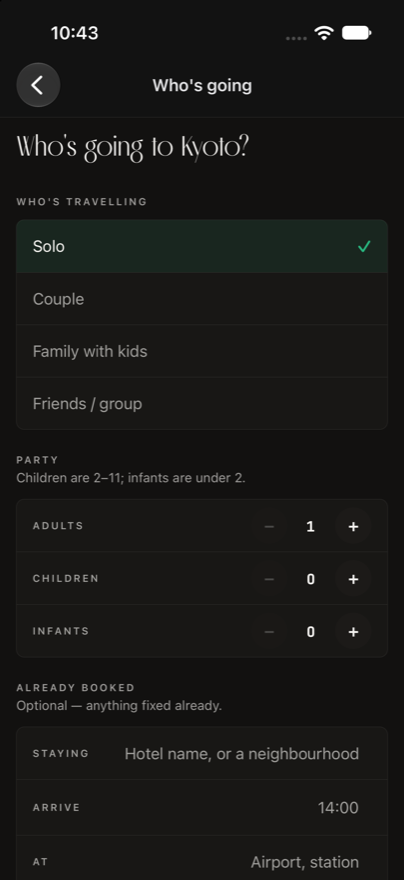 10:43
Who's going
Who's going to Kyoto?
WHO'S TRAVELLING
Solo
Couple
Family with kids
Friends / group
PARTY
Children are 2–11; infants are under 2.
ADULTS − 1 +
CHILDREN − 0 +
INFANTS − 0 +
ALREADY BOOKED
Optional — anything fixed already.
STAYING Hotel name, or a neighbourhood
ARRIVE 14:00
AT Airport, station